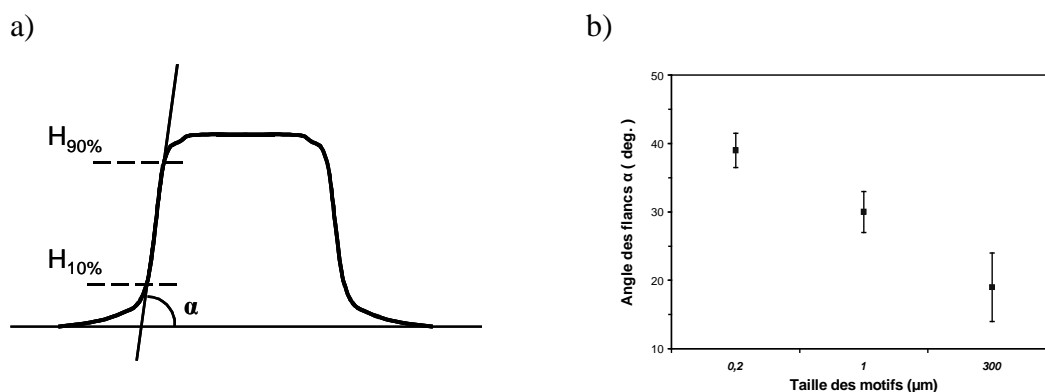 a)
b)
H90%
H10%
α
50
40
30
20
10
Angle des flancs α ( deg.)
0,2
1
300
Taille des motifs (µm)